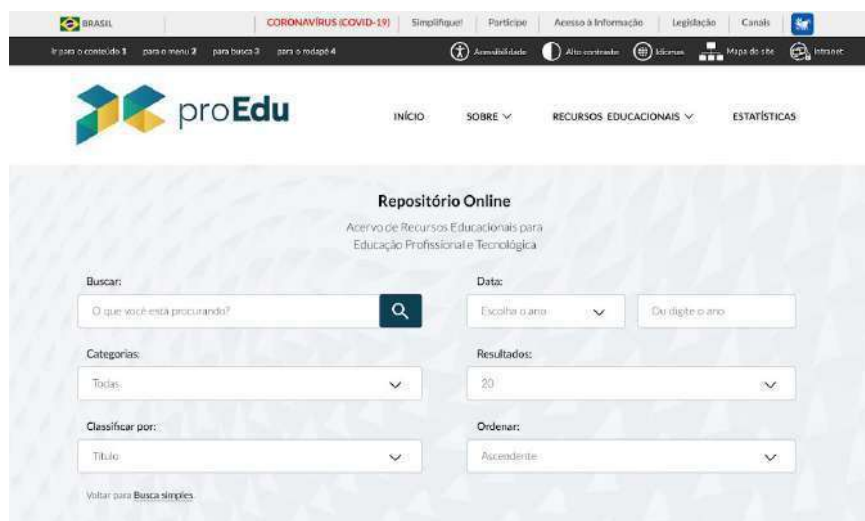 BRASIL CORONAVÍRUS (COVID-19) Simplifique! Participe Acesso à Informação Legislação Canais
Ir para o conteúdo 1 para o menu 2 para busca 3 para o rodapé 4 Acessibilidade Alto contraste Idiomas Mapa do site Intranet
proEdu INÍCIO SOBRE RECURSOS EDUCACIONAIS ESTATÍSTICAS
Repositório Online
Acervo de Recursos Educacionais para
Educação Profissional e Tecnológica
Buscar: Data:
O que você está procurando? Escolha o ano Ou digite o ano
Categorias: Resultados:
Todas 20
Classificar por: Ordenar:
Título Ascendente
Voltar para Busca simples